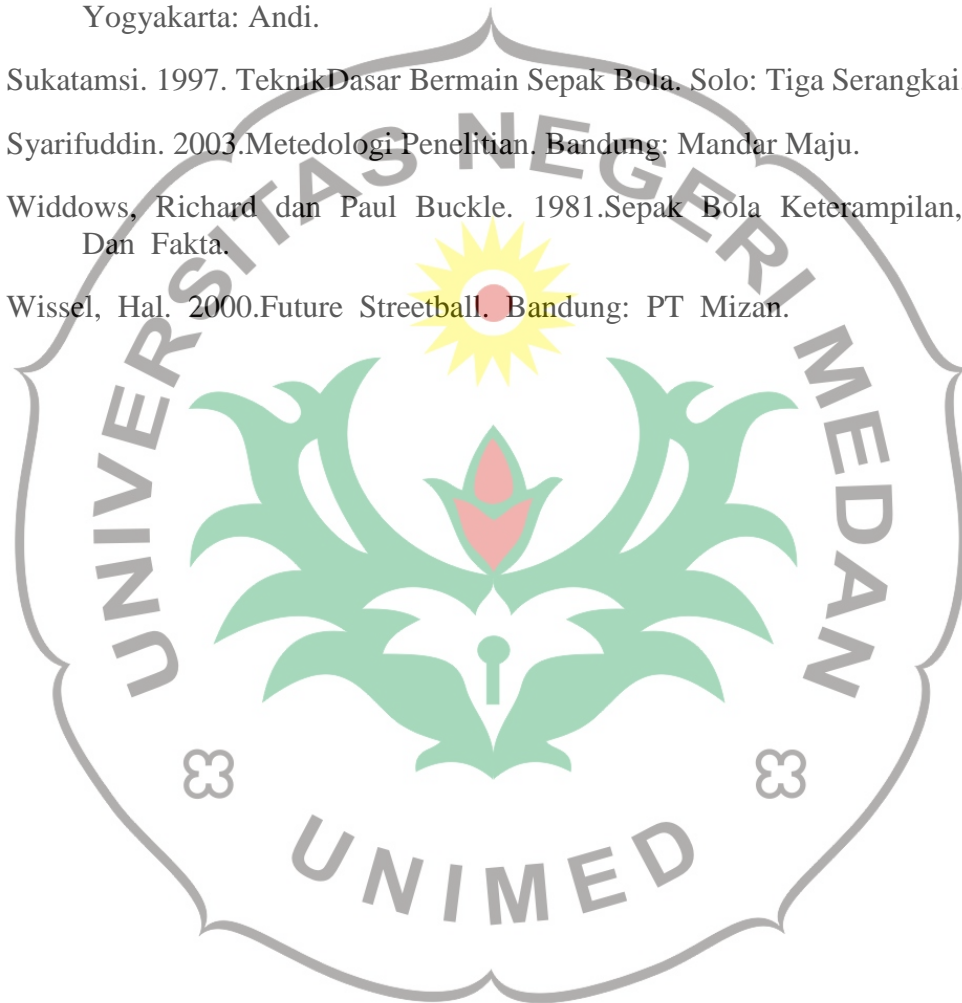 Yogyakarta: Andi.
Sukatamsi. 1997. TeknikDasar Bermain Sepak Bola. Solo: Tiga Serangkai
Syarifuddin. 2003.Metedologi Penelitian. Bandung: Mandar Maju.
Widdows, Richard dan Paul Buckle. 1981.Sepak Bola Keterampilan,
Dan Fakta.
Wissel, Hal. 2000.Future Streetball. Bandung: PT Mizan.
UNIVERSITAS NEGERI MEDAN
UNIMED